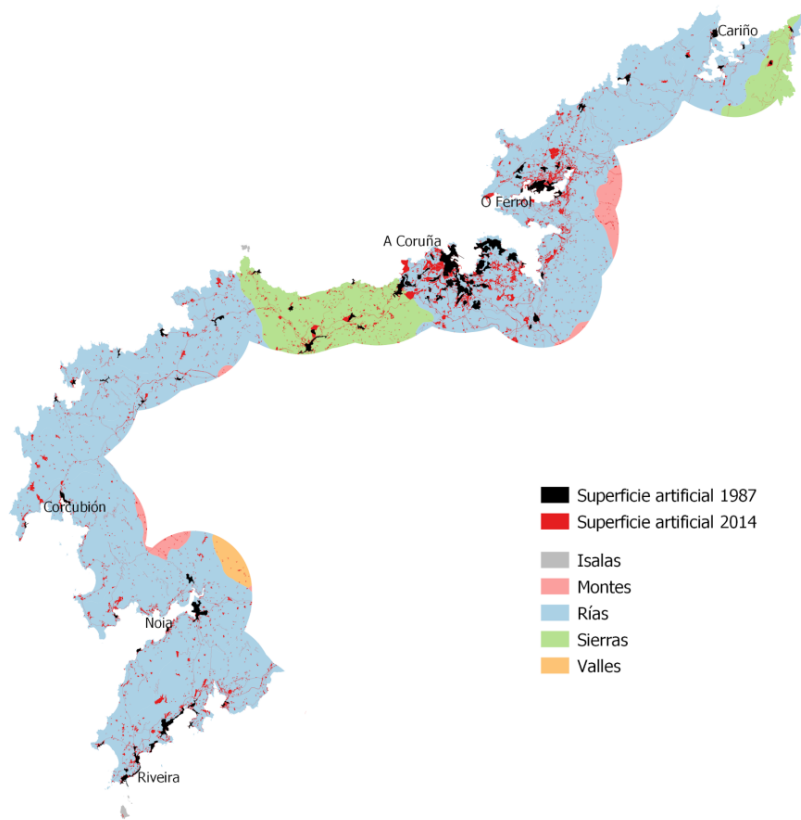 Cariño
O Ferrol
A Coruña
Corcubión
Noia
Riveira
Superficie artificial 1987
Superficie artificial 2014
Isalas
Montes
Rías
Sierras
Valles